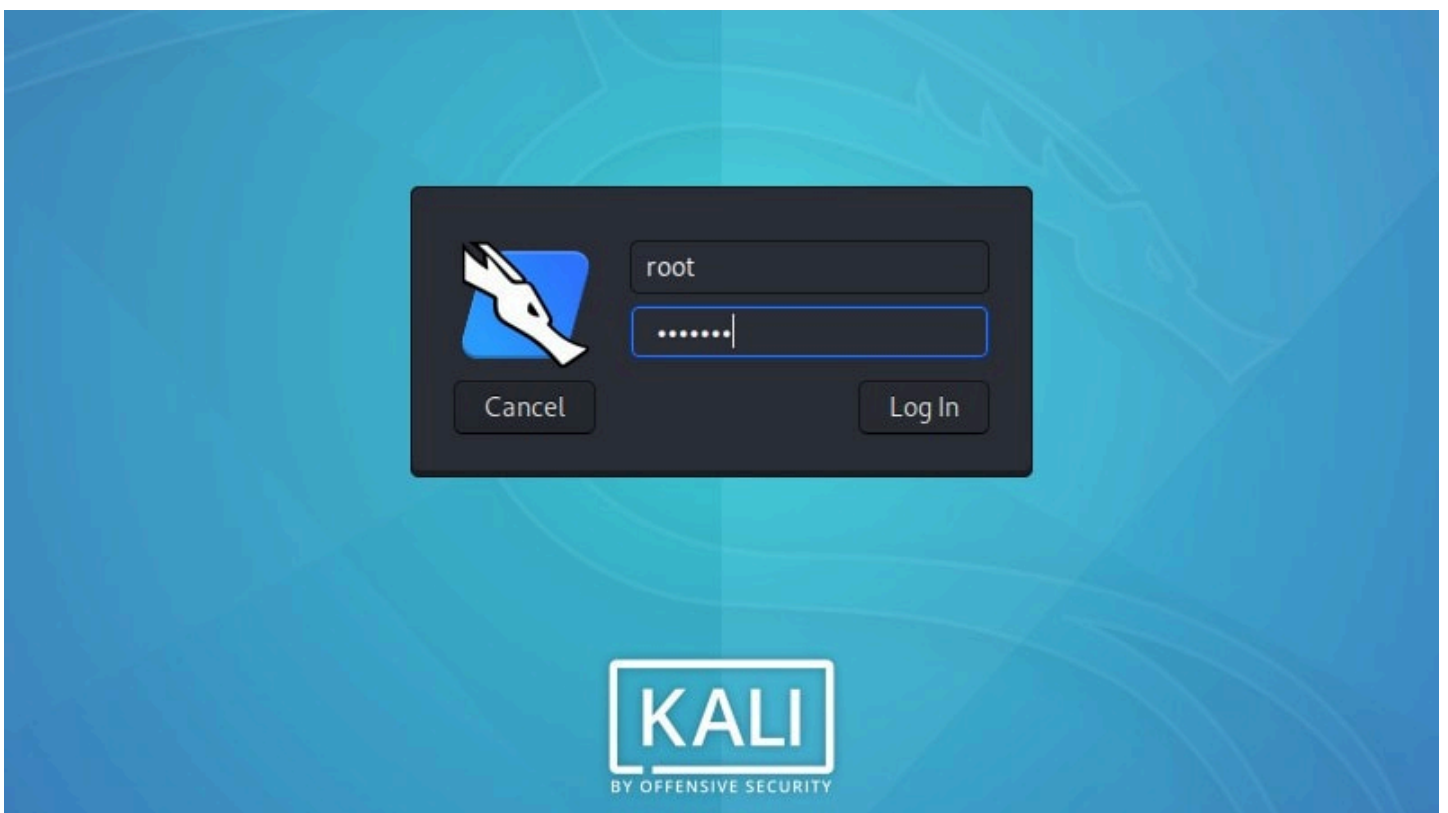 root
•••••••
Cancel
Log In
KALI
BY OFFENSIVE SECURITY